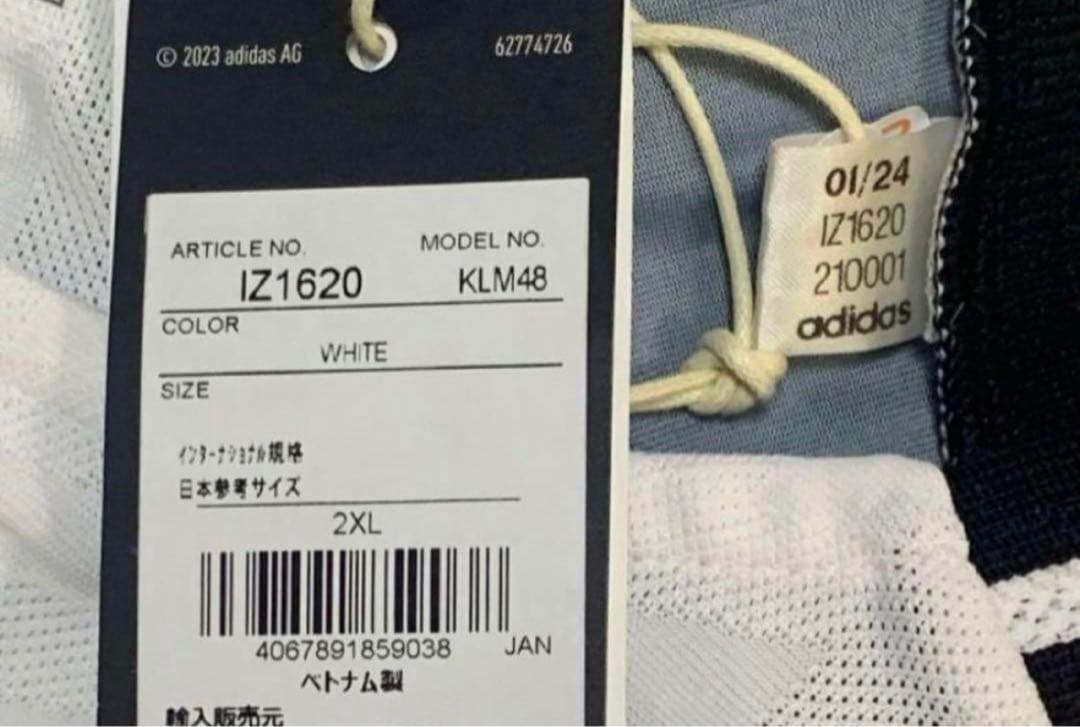 © 2023 adidas AG
62774726
ARTICLE NO.
MODEL NO.
IZ1620
KLM48
COLOR
WHITE
SIZE
インターナショナル規格
日本参考サイズ
2XL
4067891859038
JAN
ベトナム製
輸入販売元
01/24
IZ1620
210001
adidas